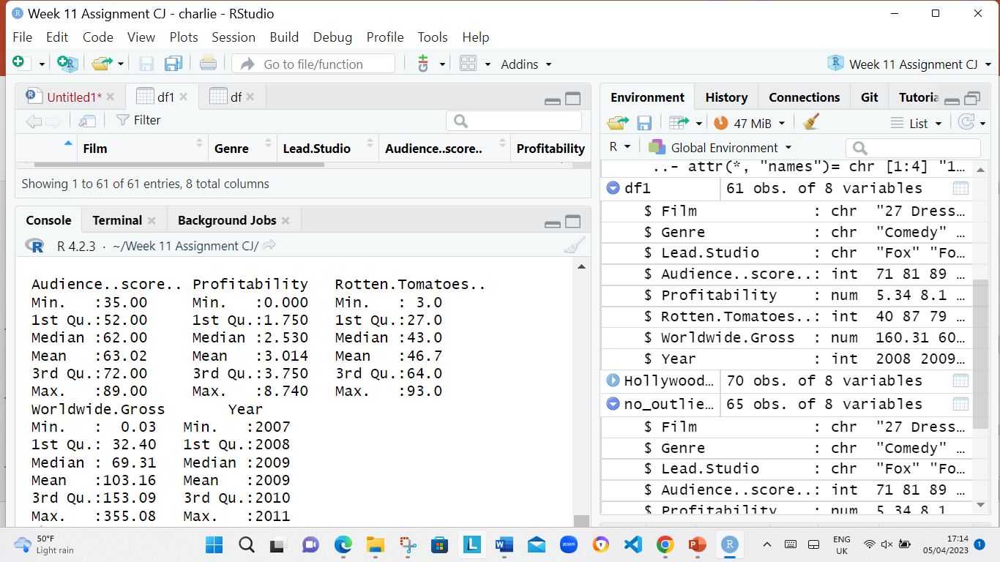 Week 11 Assignment CJ - charlie - RStudio
File Edit Code View Plots Session Build Debug Profile Tools Help
Go to file/function Addins Week 11 Assignment CJ
Untitled1* df1 df
Filter
Film Genre Lead.Studio Audience..score.. Profitability
Showing 1 to 61 of 61 entries, 8 total columns
Console Terminal Background Jobs
R 4.2.3 · ~/Week 11 Assignment CJ/
Audience..score.. Profitability Rotten.Tomatoes..
Min. :35.00 Min. :0.000 Min. : 3.0
1st Qu.:52.00 1st Qu.:1.750 1st Qu.:27.0
Median :62.00 Median :2.530 Median :43.0
Mean :63.02 Mean :3.014 Mean :46.7
3rd Qu.:72.00 3rd Qu.:3.750 3rd Qu.:64.0
Max. :89.00 Max. :8.740 Max. :93.0
Worldwide.Gross Year
Min. : 0.03 Min. :2007
1st Qu.: 32.40 1st Qu.:2008
Median : 69.31 Median :2009
Mean :103.16 Mean :2009
3rd Qu.:153.09 3rd Qu.:2010
Max. :355.08 Max. :2011
Environment History Connections Git Tutoria
47 MiB List
R Global Environment
..- attr(*, "names")= chr [1:4] "1…
df1 61 obs. of 8 variables
$ Film : chr "27 Dress…
$ Genre : chr "Comedy" …
$ Lead.Studio : chr "Fox" "Fo…
$ Audience..score..: int 71 81 89 …
$ Profitability : num 5.34 8.1 …
$ Rotten.Tomatoes..: int 40 87 79 …
$ Worldwide.Gross : num 160.31 60…
$ Year : int 2008 2009…
Hollywood… 70 obs. of 8 variables
no_outlie… 65 obs. of 8 variables
$ Film : chr "27 Dress…
$ Genre : chr "Comedy" …
$ Lead.Studio : chr "Fox" "Fo…
$ Audience..score..: int 71 81 89 …
$ Profitability : num 5.34 8.1
50°F
Light rain
zoom
ENG
UK
17:14
05/04/2023
1